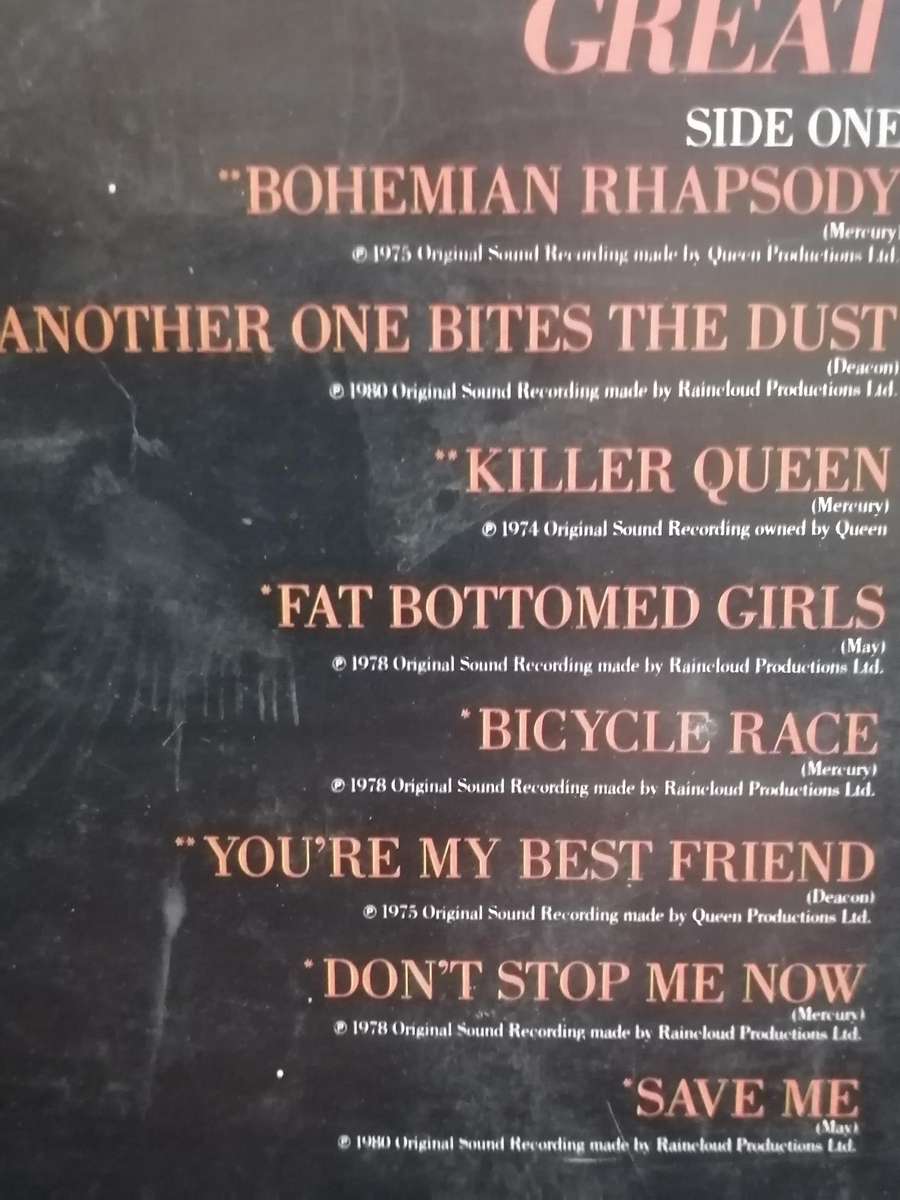 GREAT
SIDE ONE
**BOHEMIAN RHAPSODY
(Mercury)
℗ 1975 Original Sound Recording made by Queen Productions Ltd.
ANOTHER ONE BITES THE DUST
(Deacon)
℗ 1980 Original Sound Recording made by Raincloud Productions Ltd.
**KILLER QUEEN
(Mercury)
℗ 1974 Original Sound Recording owned by Queen
*FAT BOTTOMED GIRLS
(May)
℗ 1978 Original Sound Recording made by Raincloud Productions Ltd.
*BICYCLE RACE
(Mercury)
℗ 1978 Original Sound Recording made by Raincloud Productions Ltd.
**YOU'RE MY BEST FRIEND
(Deacon)
℗ 1975 Original Sound Recording made by Queen Productions Ltd.
*DON'T STOP ME NOW
(Mercury)
℗ 1978 Original Sound Recording made by Raincloud Productions Ltd.
*SAVE ME
(May)
℗ 1980 Original Sound Recording made by Raincloud Productions Ltd.